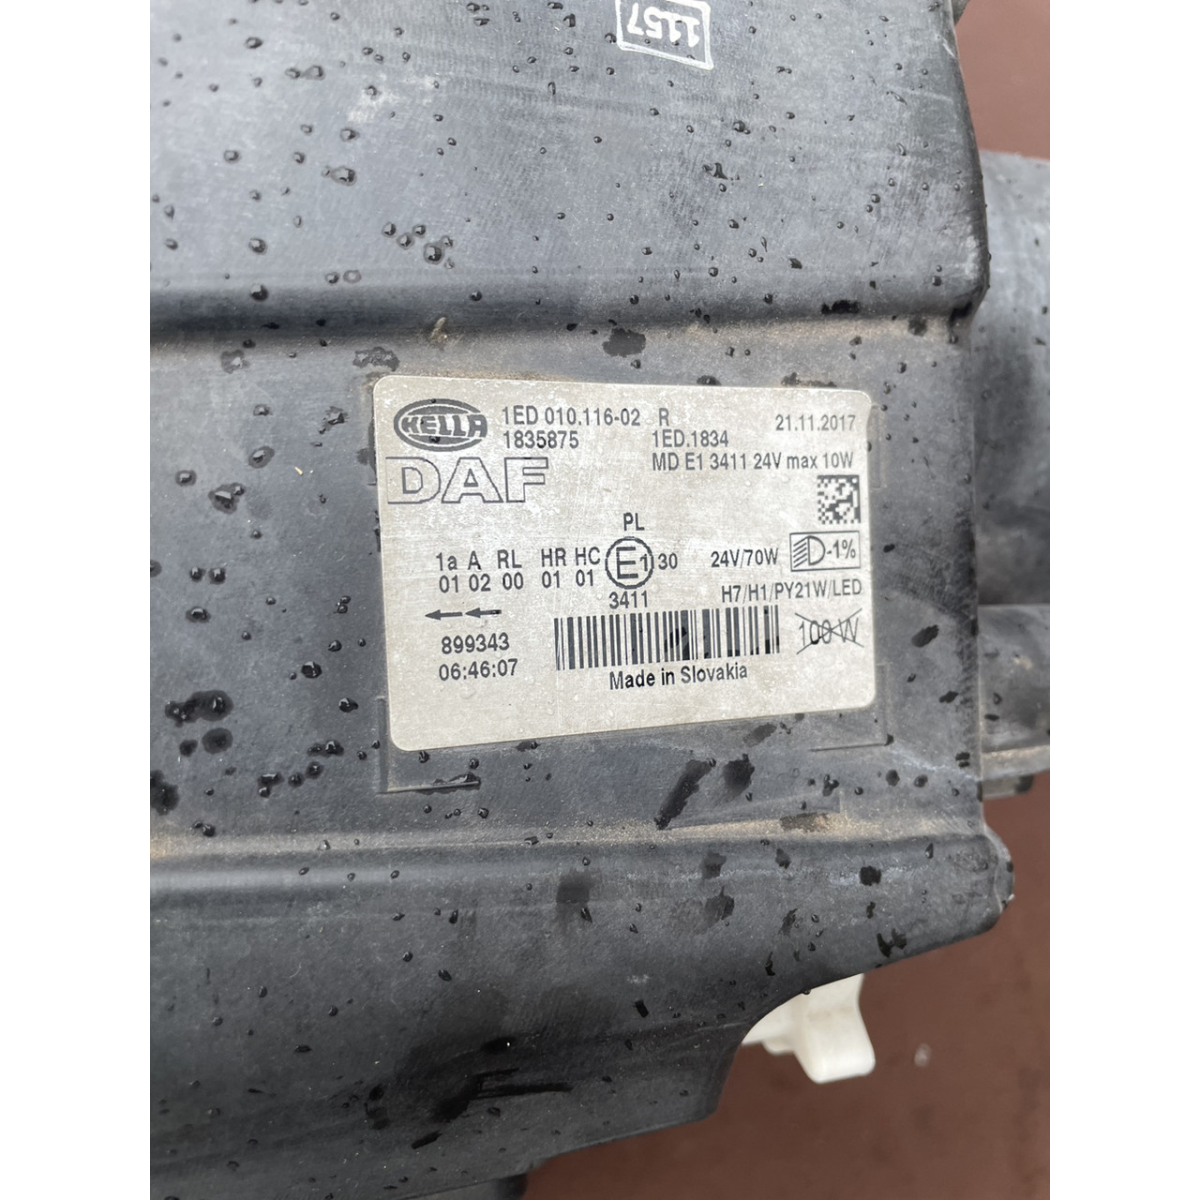 1157
HELLA
1ED 010.116-02 R 21.11.2017
1835875 1ED.1834
DAF MD E1 3411 24V max 10W
PL
1a A RL HR HC E1 30 24V/70W D-1%
01 02 00 01 01 H7/H1/PY21W/LED
3411
899343 100 W
06:46:07 Made in Slovakia